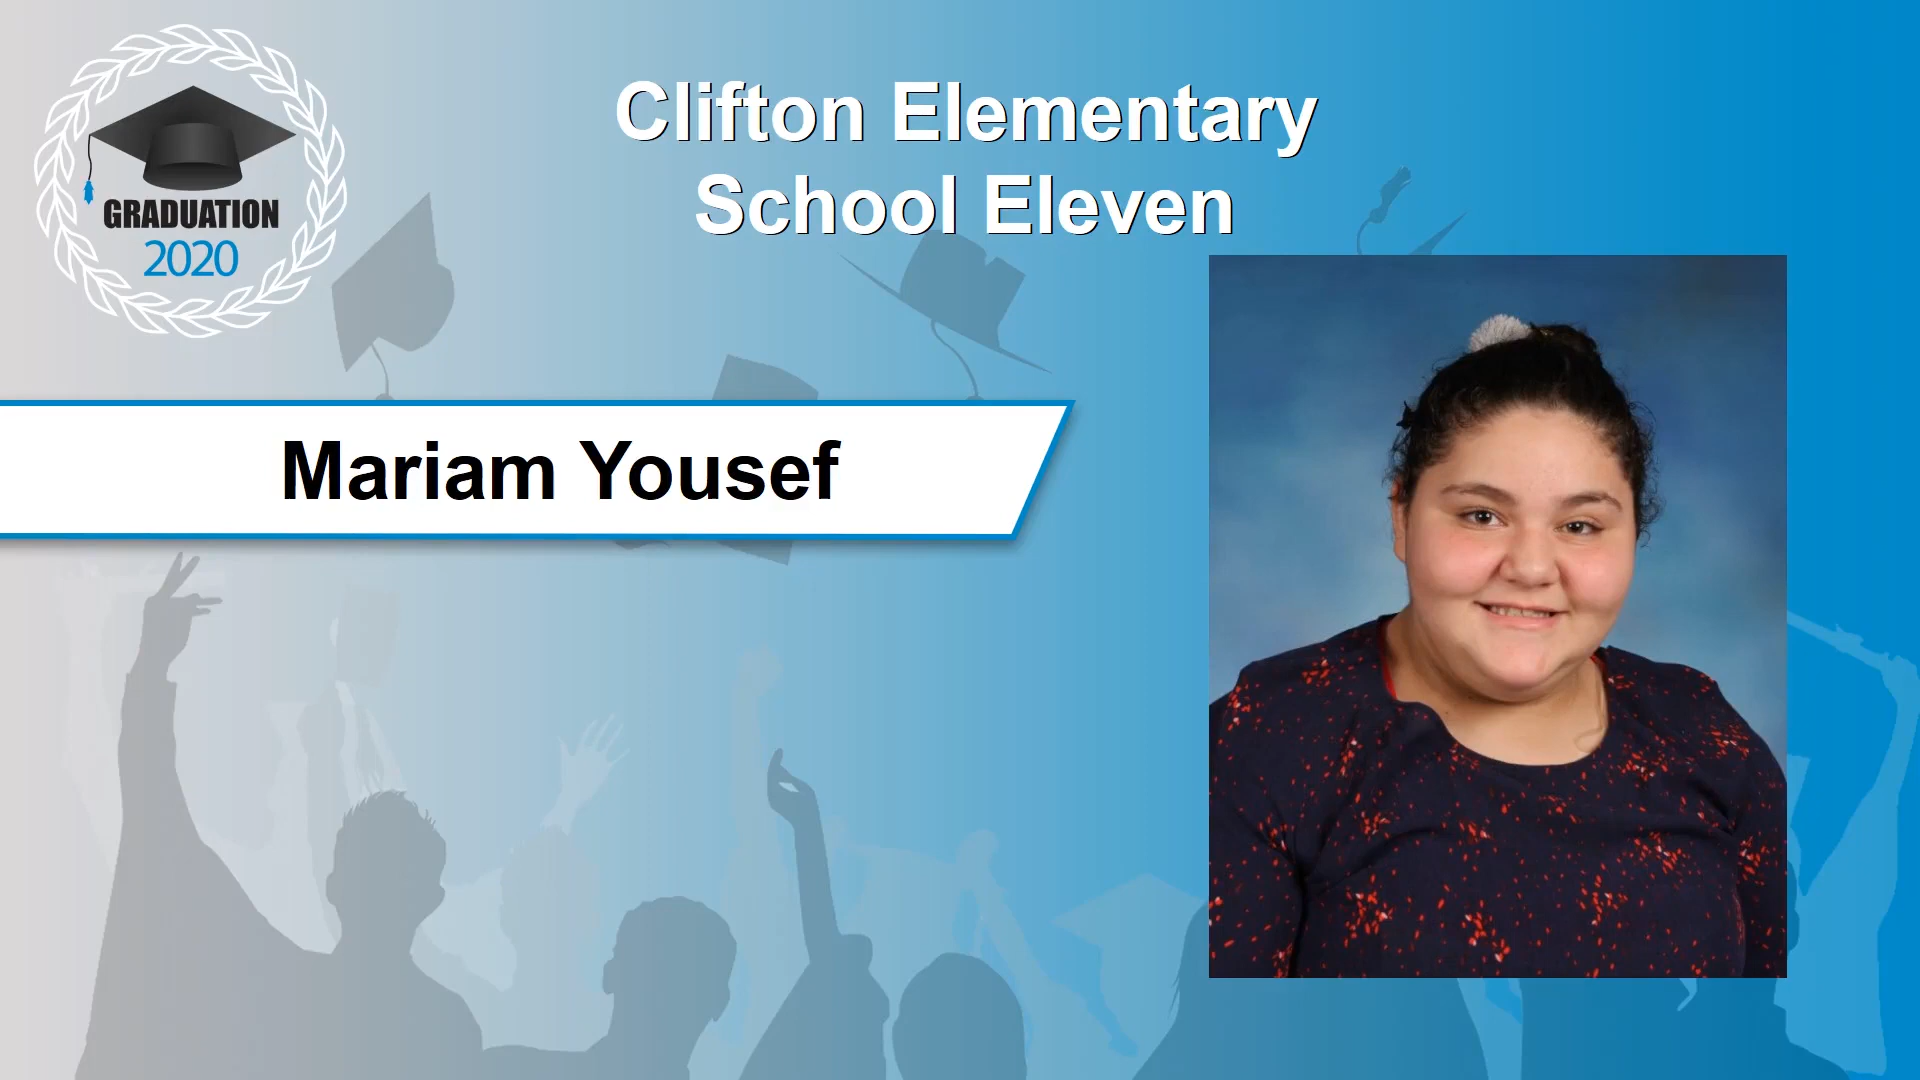 Clifton Elementary
School Eleven
GRADUATION
2020
Mariam Yousef